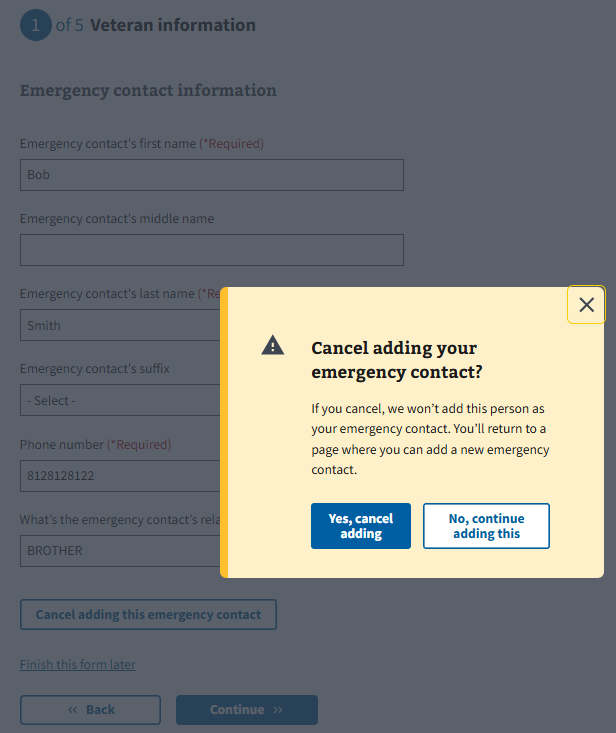 1 of 5 Veteran information
Emergency contact information
Emergency contact's first name (*Required)
Bob
Emergency contact's middle name
Emergency contact's last name (*Re
Smith
Emergency contact's suffix
- Select -
Phone number (*Required)
8128128122
What's the emergency contact's rela
BROTHER
Cancel adding your
emergency contact?
If you cancel, we won't add this person as
your emergency contact. You'll return to a
page where you can add a new emergency
contact.
Yes, cancel
adding
No, continue
adding this
Cancel adding this emergency contact
Finish this form later
« Back
Continue »